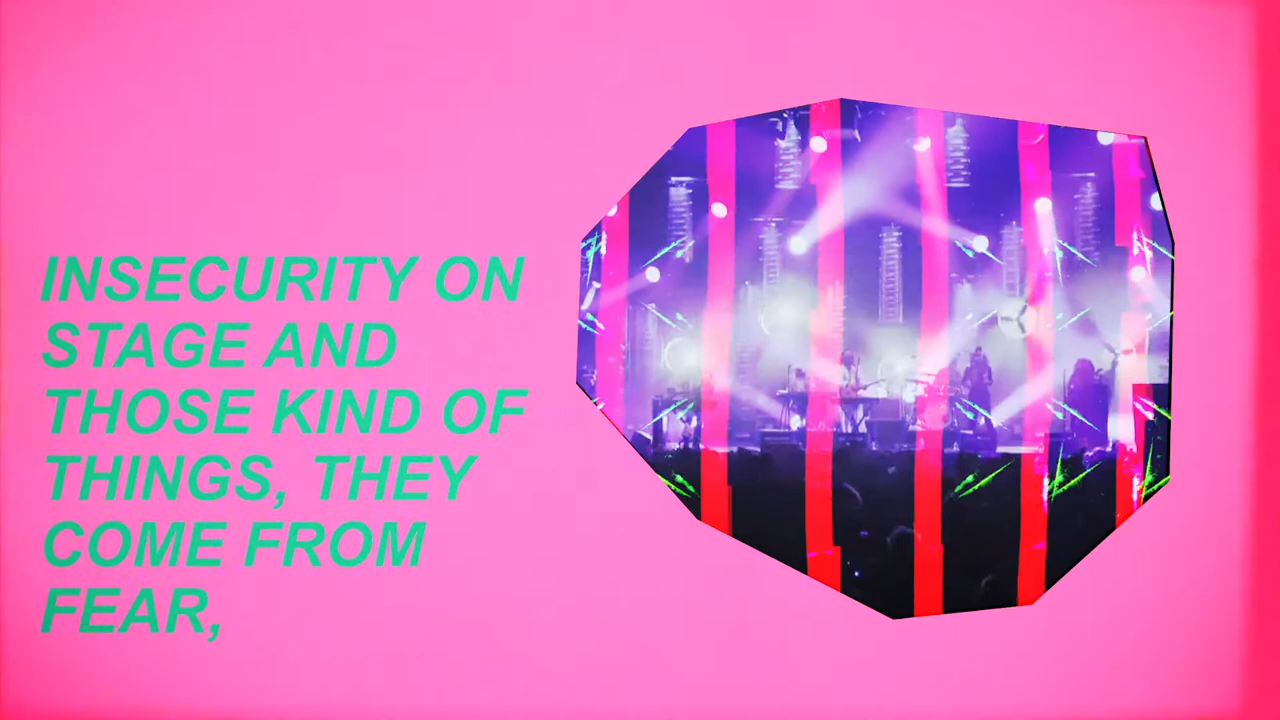 INSECURITY ON
STAGE AND
THOSE KIND OF
THINGS, THEY
COME FROM
FEAR,